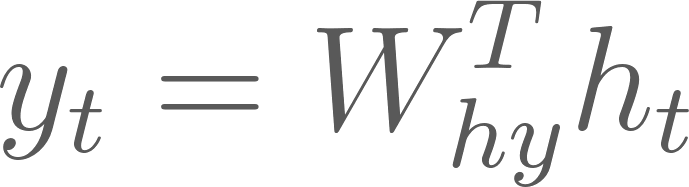 y_t = W_{hy}^T h_t